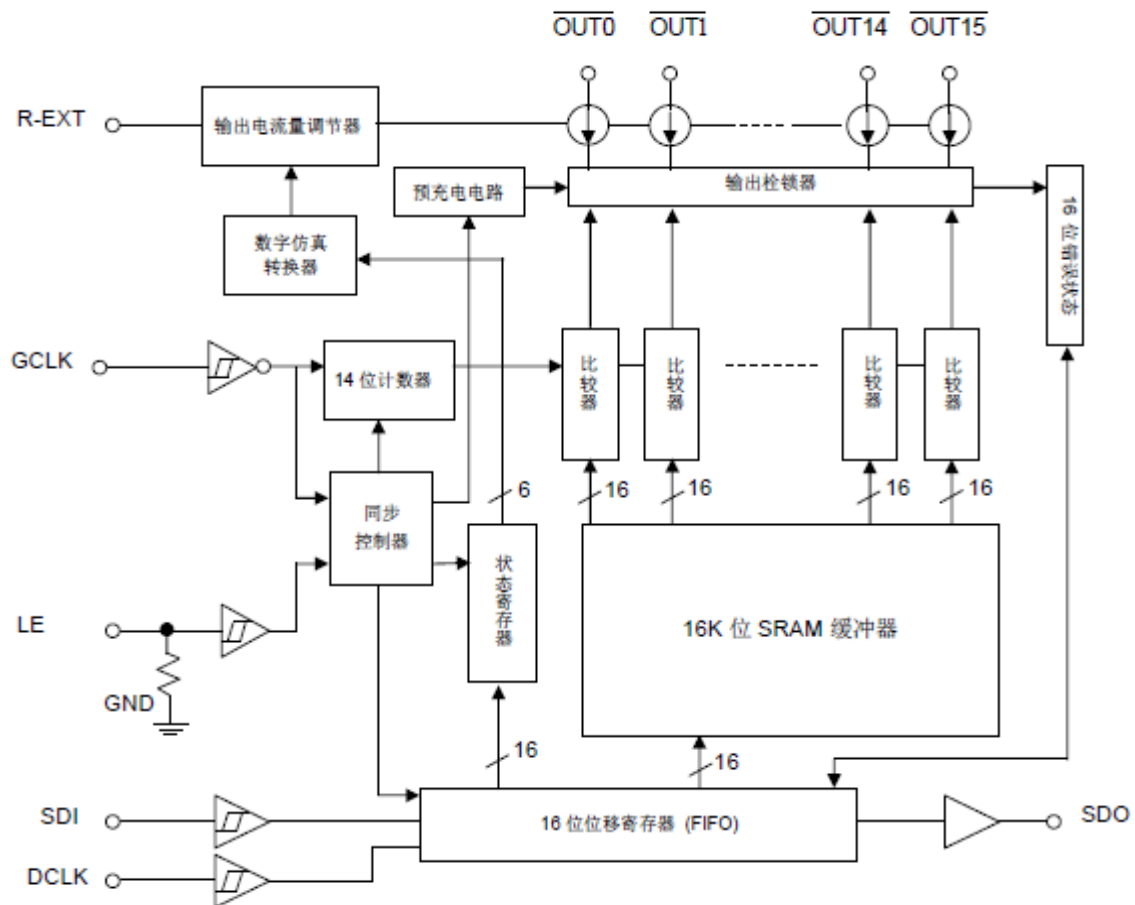 OUT0 OUT1 OUT14 OUT15
R-EXT
输出电流量调节器
预充电电路
输出栓锁器
16 位错误状态
数字仿真
转换器
GCLK
14 位计数器
比较器
比较器
比较器
比较器
6
16
16
16
16
同步
控制器
状态寄存器
LE
16K 位 SRAM 缓冲器
GND
16
16
SDI
16 位位移寄存器 (FIFO)
SDO
DCLK